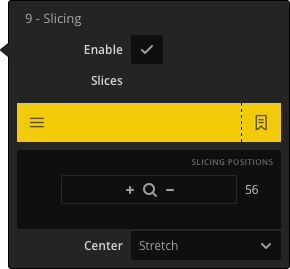 9 - Slicing
Enable
Slices
SLICING POSITIONS
56
Center Stretch